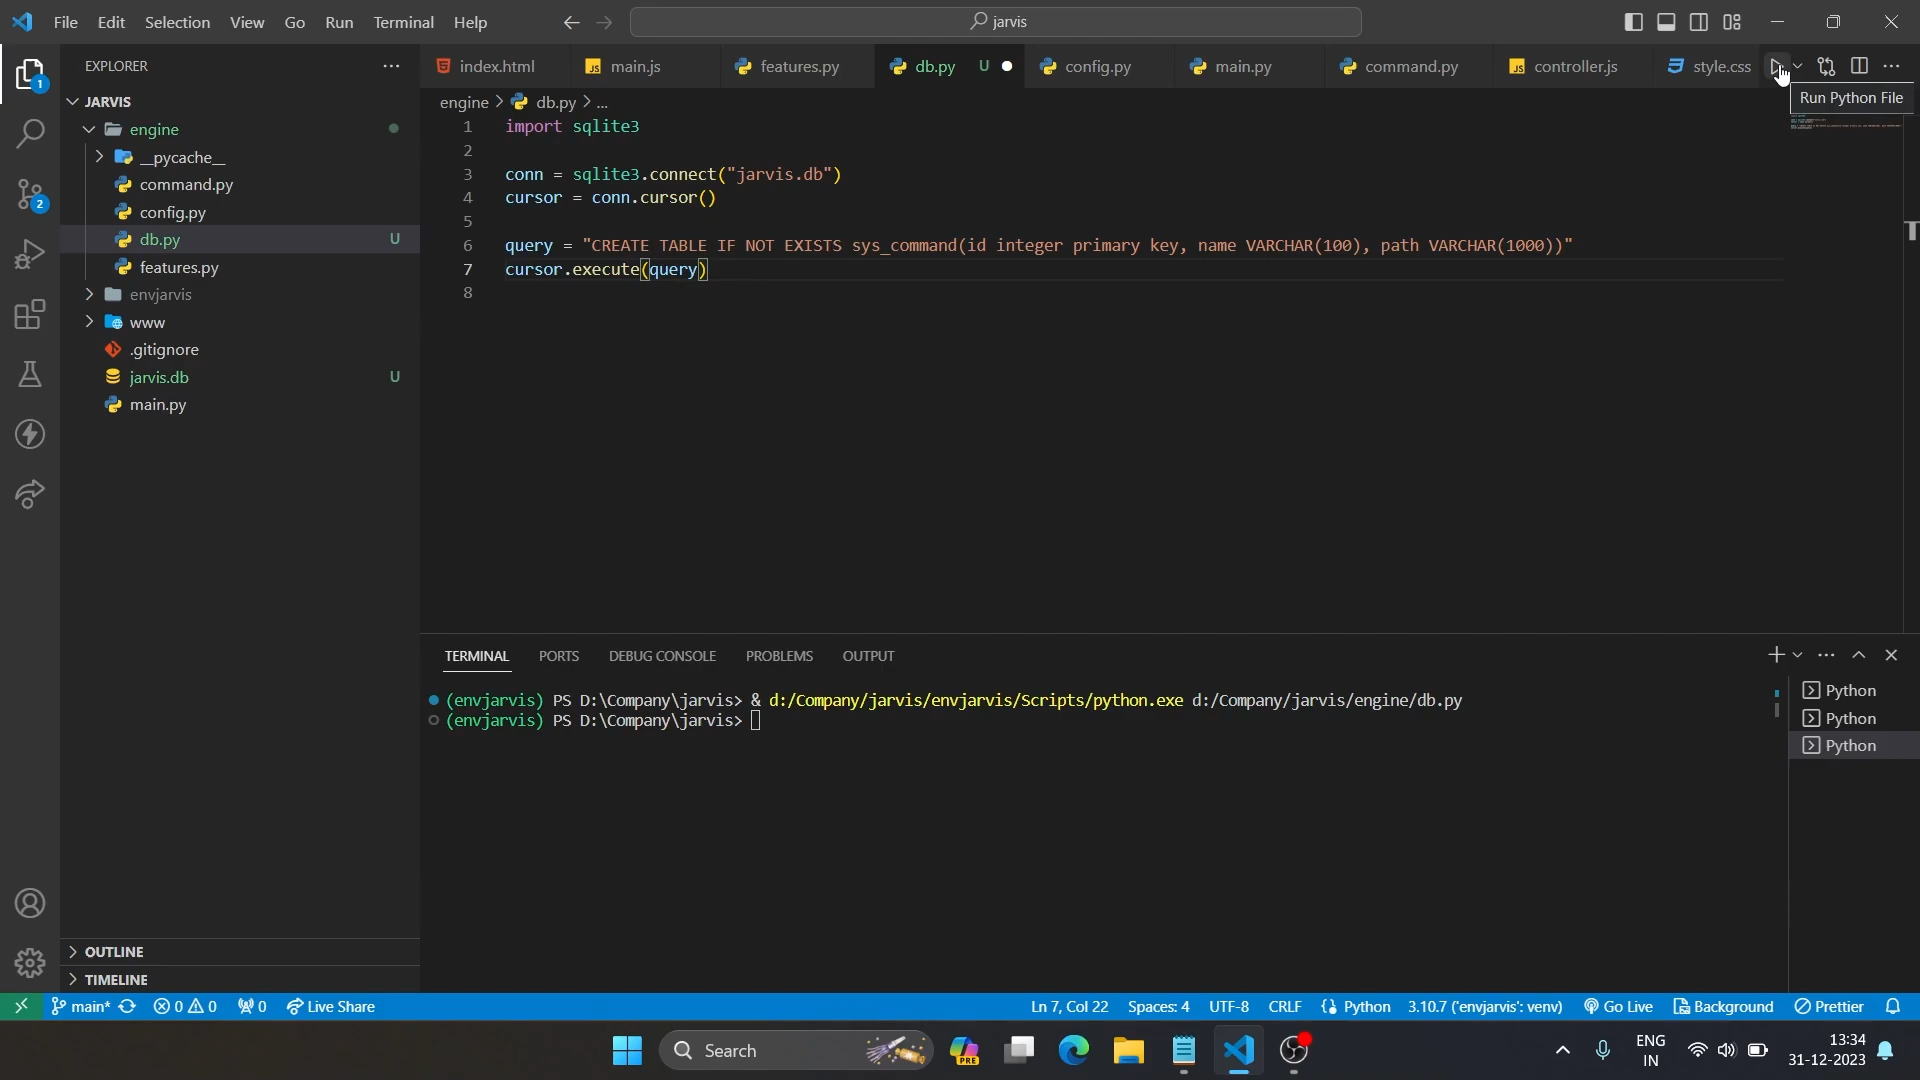 File Edit Selection View Go Run Terminal Help
jarvis
EXPLORER
index.html
main.js
features.py
db.py U
config.py
main.py
command.py
controller.js
style.css
Run Python File
1
2
JARVIS
engine
__pycache__
command.py
config.py
db.py U
features.py
envjarvis
www
.gitignore
jarvis.db U
main.py
OUTLINE
TIMELINE
engine > db.py > ...
1 import sqlite3
2
3 conn = sqlite3.connect("jarvis.db")
4 cursor = conn.cursor()
5
6 query = "CREATE TABLE IF NOT EXISTS sys_command(id integer primary key, name VARCHAR(100), path VARCHAR(1000))"
7 cursor.execute(query)
8
TERMINAL PORTS DEBUG CONSOLE PROBLEMS OUTPUT
(envjarvis) PS D:\Company\jarvis> & d:/Company/jarvis/envjarvis/Scripts/python.exe d:/Company/jarvis/engine/db.py
(envjarvis) PS D:\Company\jarvis>
Python
Python
Python
main* 0 0 0 Live Share
Ln 7, Col 22 Spaces: 4 UTF-8 CRLF Python 3.10.7 ('envjarvis': venv) Go Live Background Prettier
Search
PRE
ENG
IN
13:34
31-12-2023